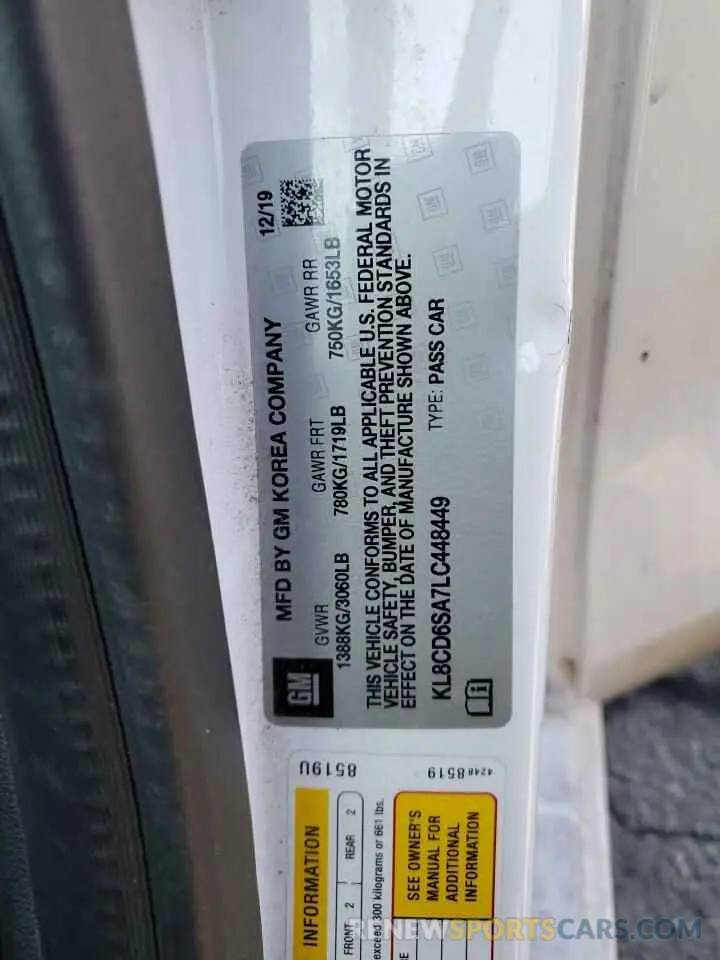 MFD BY GM KOREA COMPANY 12/19
GM
GVWR GAWR FRT GAWR RR
1388KG/3060LB 780KG/1719LB 750KG/1653LB
THIS VEHICLE CONFORMS TO ALL APPLICABLE U.S. FEDERAL MOTOR
VEHICLE SAFETY, BUMPER, AND THEFT PREVENTION STANDARDS IN
EFFECT ON THE DATE OF MANUFACTURE SHOWN ABOVE.
KL8CD6SA7LC448449 TYPE: PASS CAR
8519U
4248 8519
INFORMATION
FRONT 2 REAR 2
exceed 300 kilograms or 661 lbs.
SEE OWNER'S
MANUAL FOR
ADDITIONAL
INFORMATION
RENEWSPORTSCARS.COM